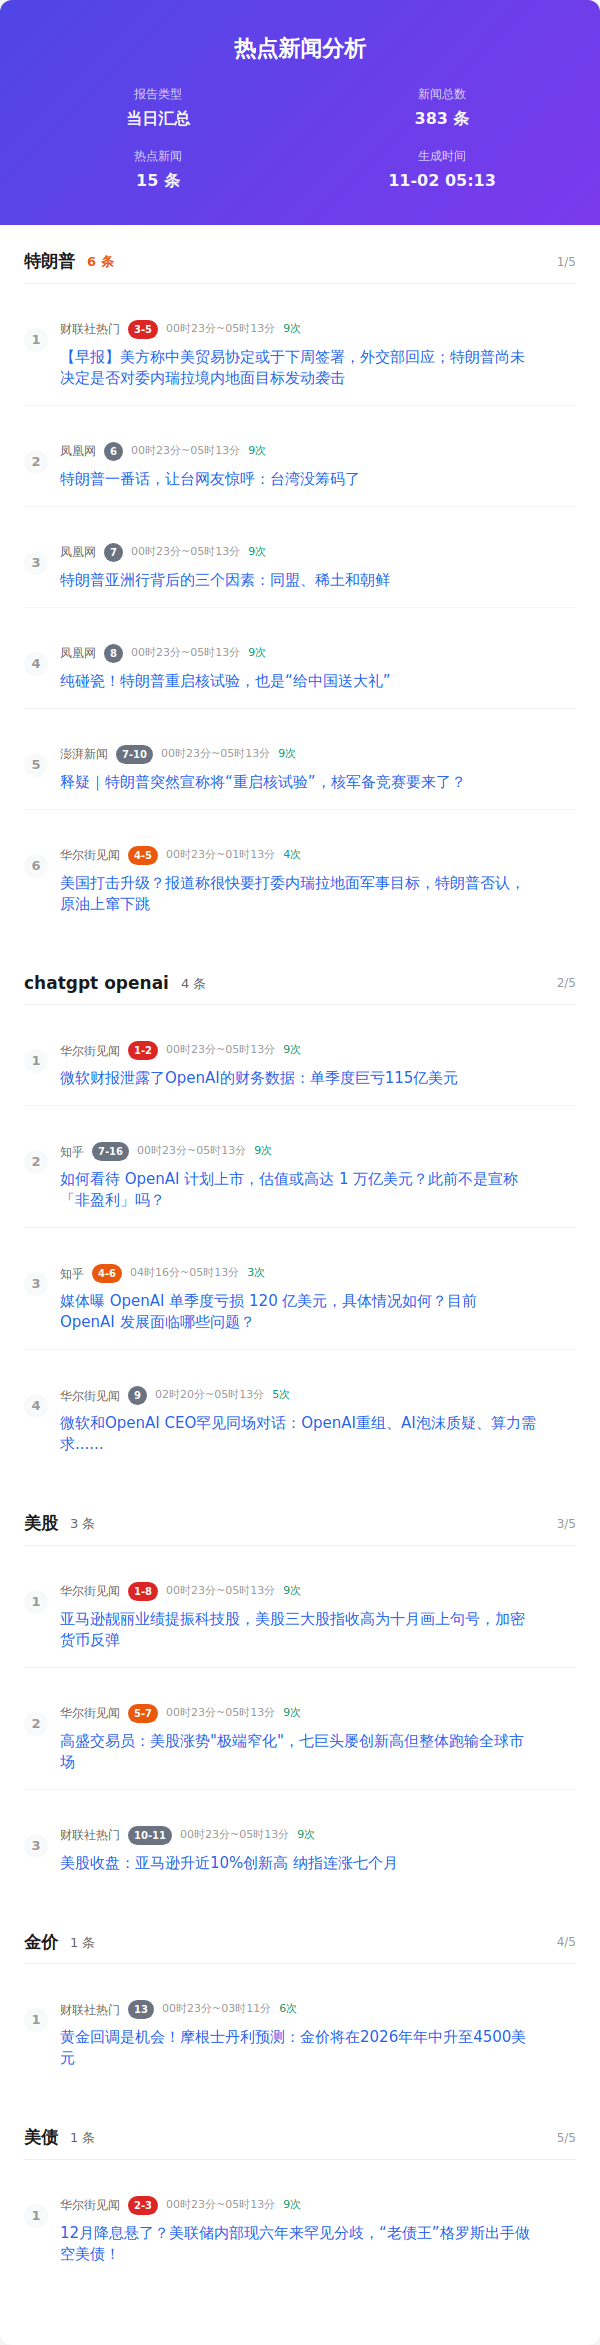 热点新闻分析
报告类型
新闻总数
当日汇总
383 条
热点新闻
生成时间
15 条
11-02 05:13
特朗普 6 条 1/5
1 财联社热门 3-5 00时23分~05时13分 9次
【早报】美方称中美贸易协定或于下周签署，外交部回应；特朗普尚未
决定是否对委内瑞拉境内地面目标发动袭击
2 凤凰网 6 00时23分~05时13分 9次
特朗普一番话，让台网友惊呼：台湾没筹码了
3 凤凰网 7 00时23分~05时13分 9次
特朗普亚洲行背后的三个因素：同盟、稀土和朝鲜
4 凤凰网 8 00时23分~05时13分 9次
纯碰瓷！特朗普重启核试验，也是“给中国送大礼”
5 澎湃新闻 7-10 00时23分~05时13分 9次
释疑｜特朗普突然宣称将“重启核试验”，核军备竞赛要来了？
6 华尔街见闻 4-5 00时23分~01时13分 4次
美国打击升级？报道称很快要打委内瑞拉地面军事目标，特朗普否认，
原油上窜下跳
chatgpt openai 4 条 2/5
1 华尔街见闻 1-2 00时23分~05时13分 9次
微软财报泄露了OpenAI的财务数据：单季度巨亏115亿美元
2 知乎 7-16 00时23分~05时13分 9次
如何看待 OpenAI 计划上市，估值或高达 1 万亿美元？此前不是宣称
「非盈利」吗？
3 知乎 4-6 04时16分~05时13分 3次
媒体曝 OpenAI 单季度亏损 120 亿美元，具体情况如何？目前
OpenAI 发展面临哪些问题？
4 华尔街见闻 9 02时20分~05时13分 5次
微软和OpenAI CEO罕见同场对话：OpenAI重组、AI泡沫质疑、算力需
求……
美股 3 条 3/5
1 华尔街见闻 1-8 00时23分~05时13分 9次
亚马逊靓丽业绩提振科技股，美股三大股指收高为十月画上句号，加密
货币反弹
2 华尔街见闻 5-7 00时23分~05时13分 9次
高盛交易员：美股涨势"极端窄化"，七巨头屡创新高但整体跑输全球市
场
3 财联社热门 10-11 00时23分~05时13分 9次
美股收盘：亚马逊升近10%创新高 纳指连涨七个月
金价 1 条 4/5
1 财联社热门 13 00时23分~03时11分 6次
黄金回调是机会！摩根士丹利预测：金价将在2026年年中升至4500美
元
美债 1 条 5/5
1 华尔街见闻 2-3 00时23分~05时13分 9次
12月降息悬了？美联储内部现六年来罕见分歧，“老债王”格罗斯出手做
空美债！